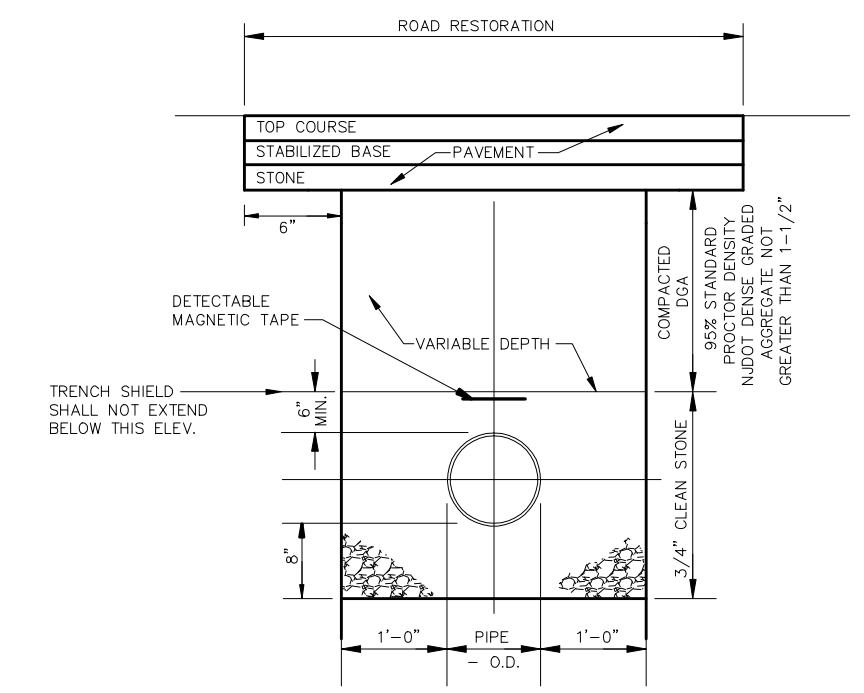 ROAD RESTORATION
TOP COURSE
STABILIZED BASE
PAVEMENT
STONE
6"
DETECTABLE
MAGNETIC TAPE
VARIABLE DEPTH
COMPACTED
DGA
95% STANDARD
PROCTOR DENSITY
NJDOT DENSE GRADED
AGGREGATE NOT
GREATER THAN 1-1/2"
TRENCH SHIELD
SHALL NOT EXTEND
BELOW THIS ELEV.
6"
MIN.
3/4" CLEAN STONE
8"
1'-0"
PIPE
- O.D.
1'-0"